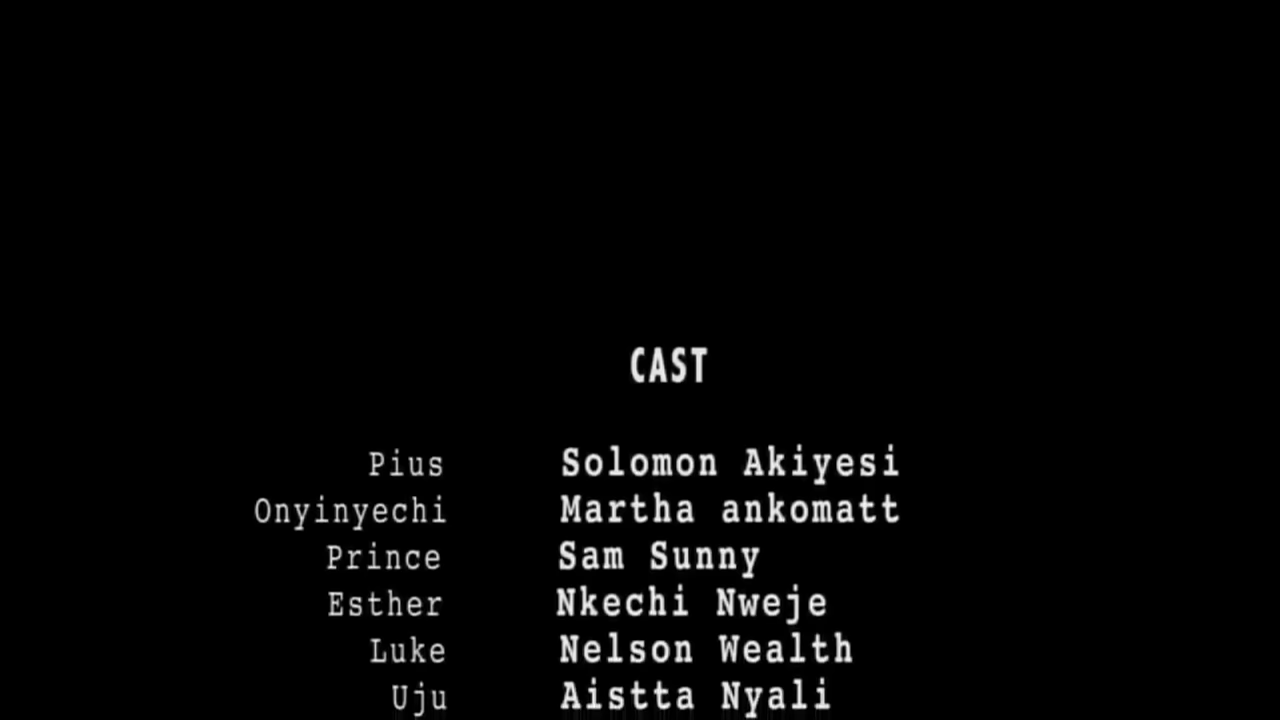 CAST
Pius Solomon Akiyesi
Onyinyechi Martha ankomatt
Prince Sam Sunny
Esther Nkechi Nweje
Luke Nelson Wealth
Uju Aistta Nyali